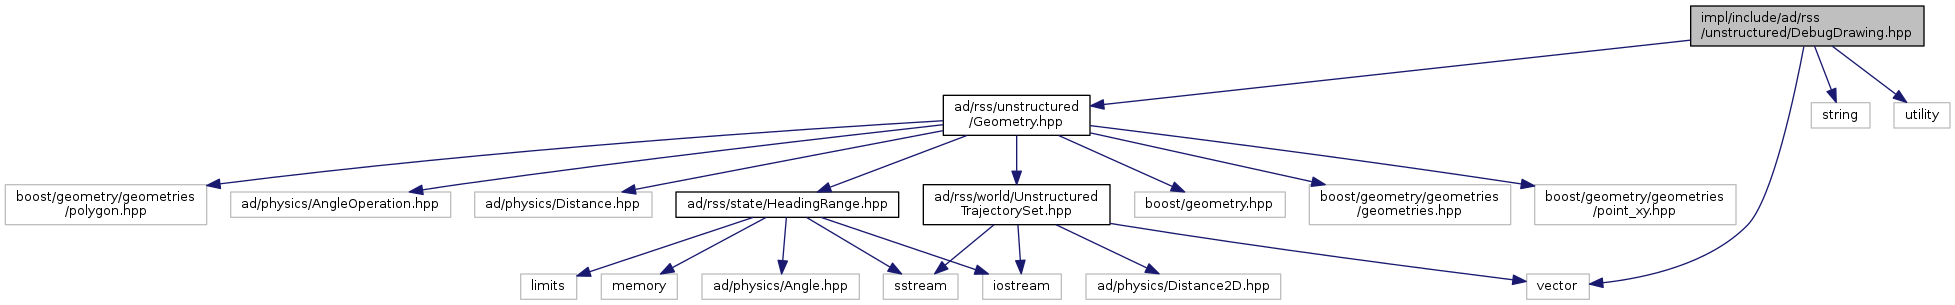 impl/include/ad/rss
/unstructured/DebugDrawing.hpp
ad/rss/unstructured
/Geometry.hpp
string
utility
boost/geometry/geometries
/polygon.hpp
ad/physics/AngleOperation.hpp
ad/physics/Distance.hpp
ad/rss/state/HeadingRange.hpp
ad/rss/world/Unstructured
TrajectorySet.hpp
boost/geometry.hpp
boost/geometry/geometries
/geometries.hpp
boost/geometry/geometries
/point_xy.hpp
limits
memory
ad/physics/Angle.hpp
sstream
iostream
ad/physics/Distance2D.hpp
vector